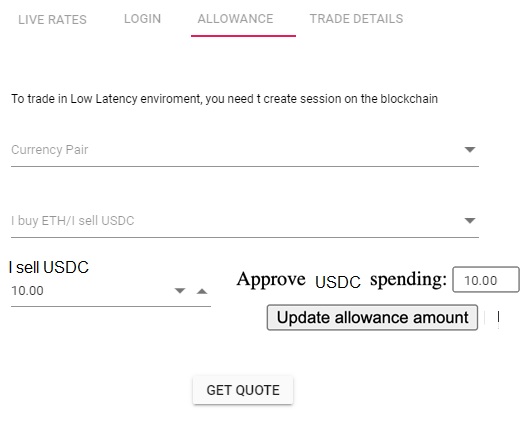 LIVE RATES LOGIN ALLOWANCE TRADE DETAILS
To trade in Low Latency enviroment, you need t create session on the blockchain
Currency Pair
I buy ETH/I sell USDC
I sell USDC
10.00
Approve USDC spending: 10.00
Update allowance amount
GET QUOTE